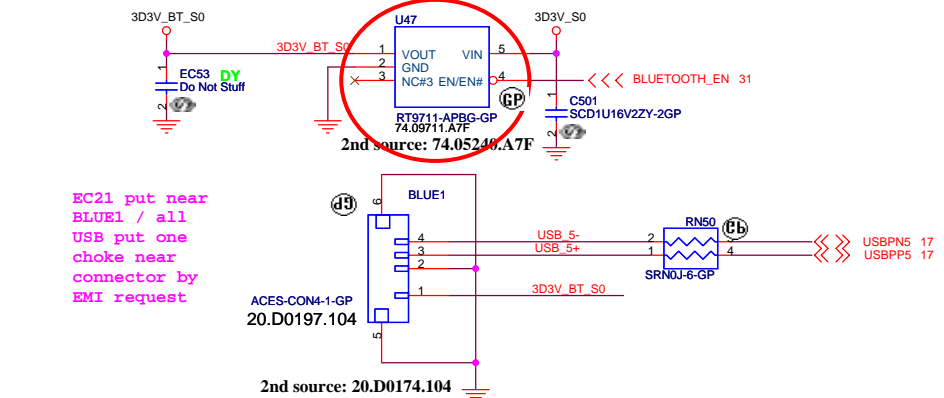 3D3V_BT_S0
U47
3D3V_S0
3D3V_BT_S0
1
VOUT
VIN
5
2
GND
3
NC#3
EN/EN#
4
BLUETOOTH_EN 31
1
EC53
DY
Do Not Stuff
2
GP
1
C501
SCD1U16V2ZY-2GP
2
RT9711-APBG-GP
74.09711.A7F
2nd source: 74.05240.A7F
EC21 put near
BLUE1 / all
USB put one
choke near
connector by
EMI request
GP
6
BLUE1
4
USB_5-
3
USB_5+
2
1
3D3V_BT_S0
RN50
2
1
4
SRN0J-6-GP
USBPN5 17
USBPP5 17
ACES-CON4-1-GP
20.D0197.104
5
2nd source: 20.D0174.104